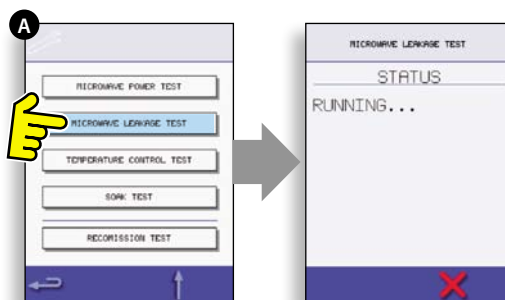 A
MICROWAVE POWER TEST
MICROWAVE LEAKAGE TEST
TEMPERATURE CONTROL TEST
SOAK TEST
RECOMISSION TEST
MICROWAVE LEAKAGE TEST
STATUS
RUNNING...